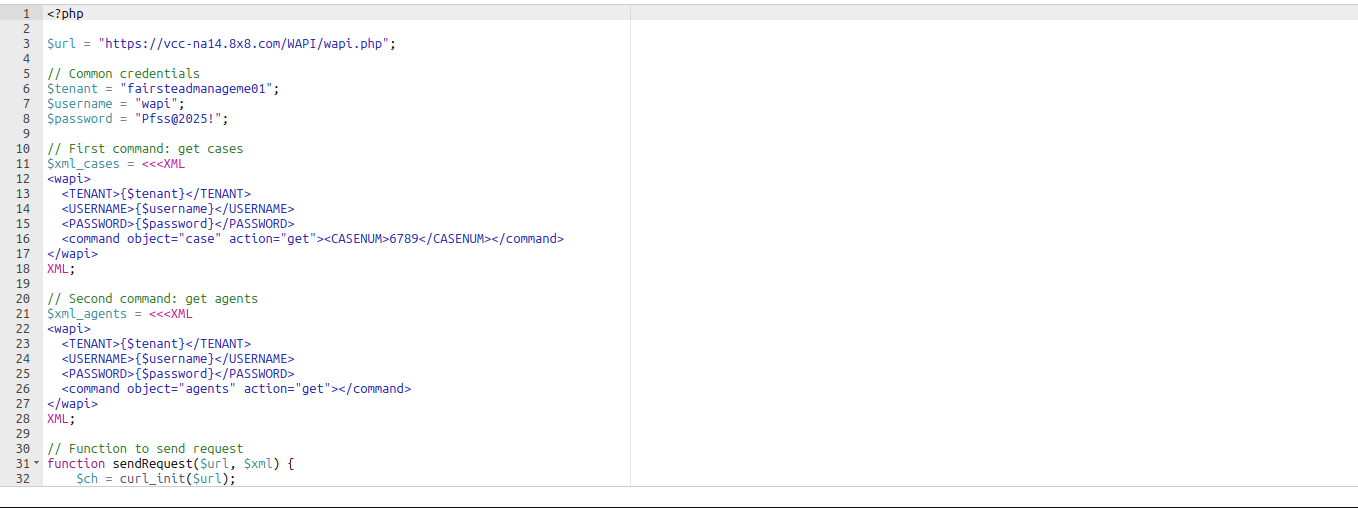 1 <?php
2
3 $url = "https://vcc-na14.8x8.com/WAPI/wapi.php";
4
5 // Common credentials
6 $tenant = "fairsteadmanageme01";
7 $username = "wapi";
8 $password = "Pfss@2025!";
9
10 // First command: get cases
11 $xml_cases = <<<XML
12 <wapi>
13   <TENANT>{$tenant}</TENANT>
14   <USERNAME>{$username}</USERNAME>
15   <PASSWORD>{$password}</PASSWORD>
16   <command object="case" action="get"><CASENUM>6789</CASENUM></command>
17 </wapi>
18 XML;
19
20 // Second command: get agents
21 $xml_agents = <<<XML
22 <wapi>
23   <TENANT>{$tenant}</TENANT>
24   <USERNAME>{$username}</USERNAME>
25   <PASSWORD>{$password}</PASSWORD>
26   <command object="agents" action="get"></command>
27 </wapi>
28 XML;
29
30 // Function to send request
31 function sendRequest($url, $xml) {
32     $ch = curl_init($url);